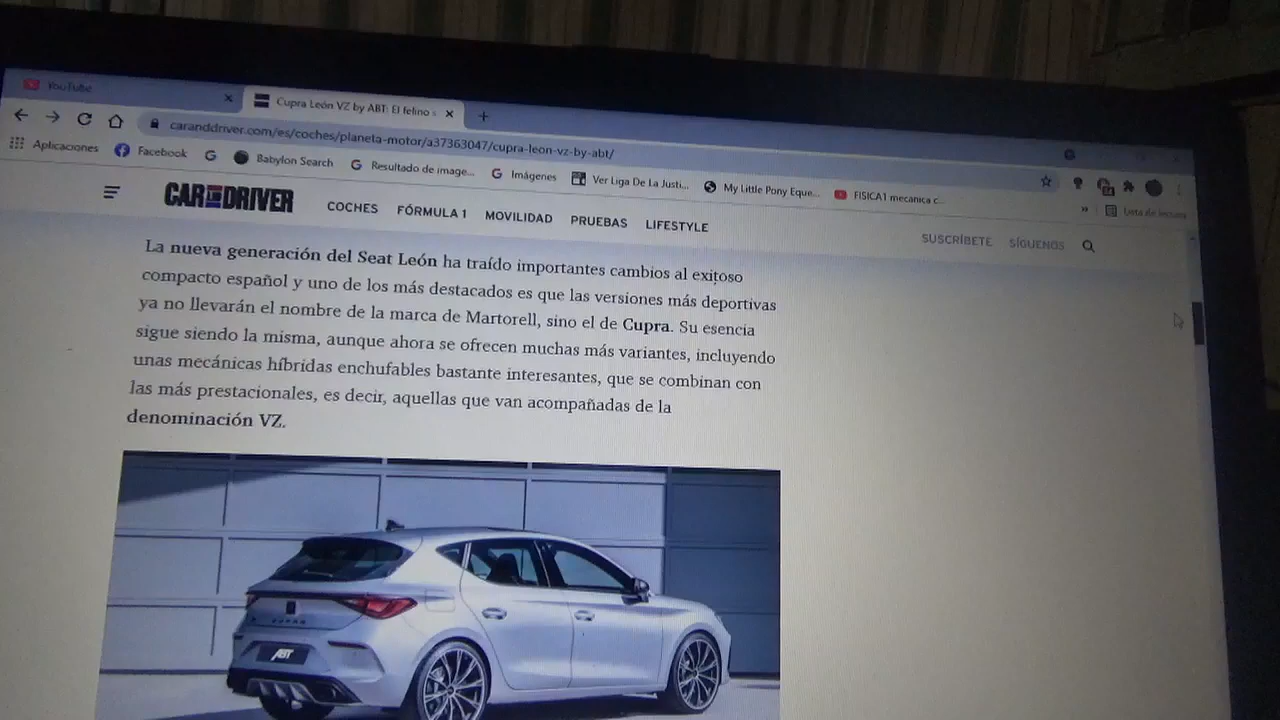 YouTube
Cupra León VZ by ABT: El felino
caranddriver.com/es/coches/planeta-motor/a37363047/cupra-leon-vz-by-abt/
Aplicaciones Facebook Babylon Search Resultado de image... Imágenes Ver Liga De La Justi... My Little Pony Eque... FISICA1 mecanica c...
» Lista de lectura
CAR AND DRIVER COCHES FÓRMULA 1 MOVILIDAD PRUEBAS LIFESTYLE SUSCRÍBETE SÍGUENOS
La nueva generación del Seat León ha traído importantes cambios al exitoso
compacto español y uno de los más destacados es que las versiones más deportivas
ya no llevarán el nombre de la marca de Martorell, sino el de Cupra. Su esencia
sigue siendo la misma, aunque ahora se ofrecen muchas más variantes, incluyendo
unas mecánicas híbridas enchufables bastante interesantes, que se combinan con
las más prestacionales, es decir, aquellas que van acompañadas de la
denominación VZ.
CUPRA
ABT